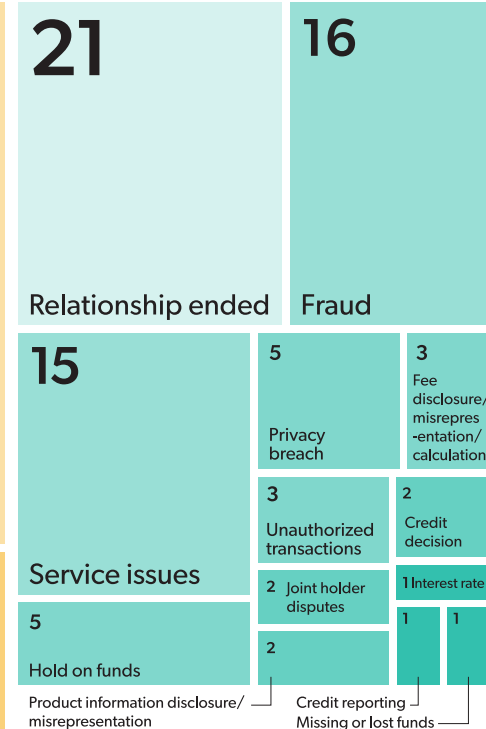 21
Relationship ended
16
Fraud
15
Service issues
5
Privacy
breach
3
Fee
disclosure/
misrepres
-entation/
calculation
3
Unauthorized
transactions
2
Credit
decision
2 Joint holder
disputes
1 Interest rate
5
Hold on funds
2
1
1
Product information disclosure/
misrepresentation
Credit reporting
Missing or lost funds